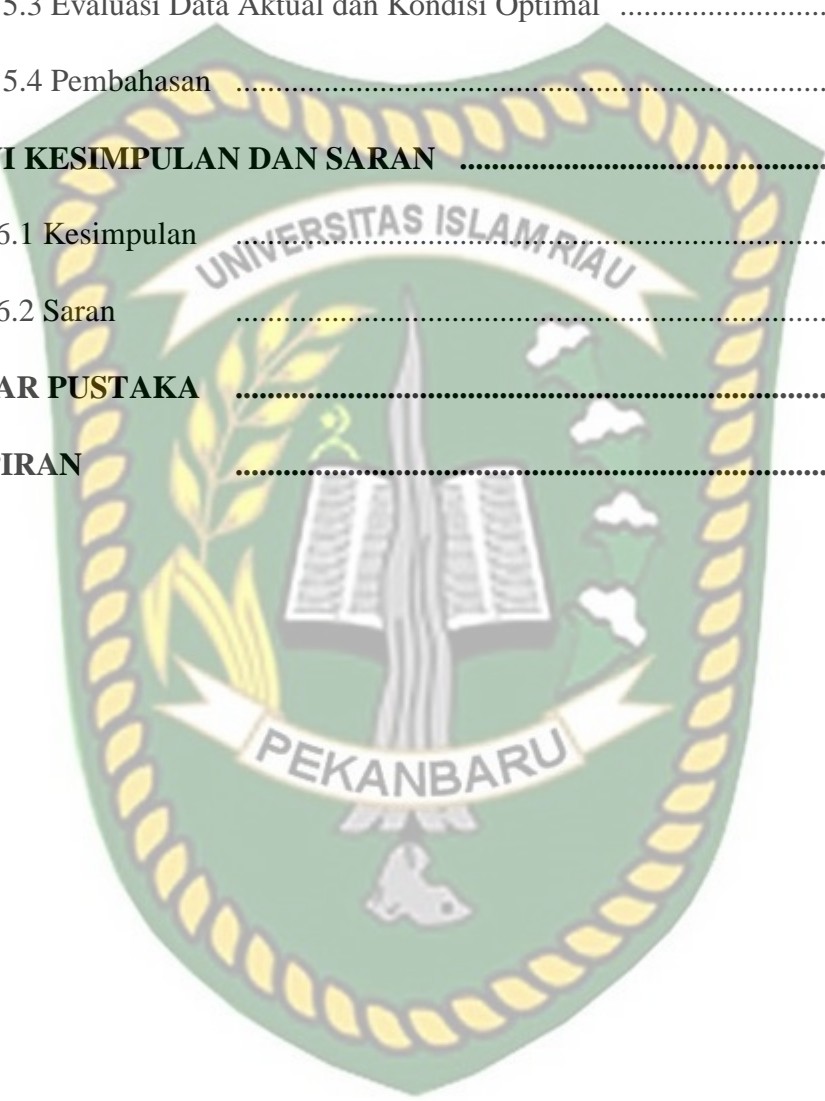 5.3 Evaluasi Data Aktual dan Kondisi Optimal ..............................
5.4 Pembahasan ..................................................................................
I KESIMPULAN DAN SARAN ....................................................
6.1 Kesimpulan ..................................................................................
6.2 Saran ..................................................................................
AR PUSTAKA ..................................................................................
PIRAN ..................................................................................
UNIVERSITAS ISLAM RIAU
PEKANBARU